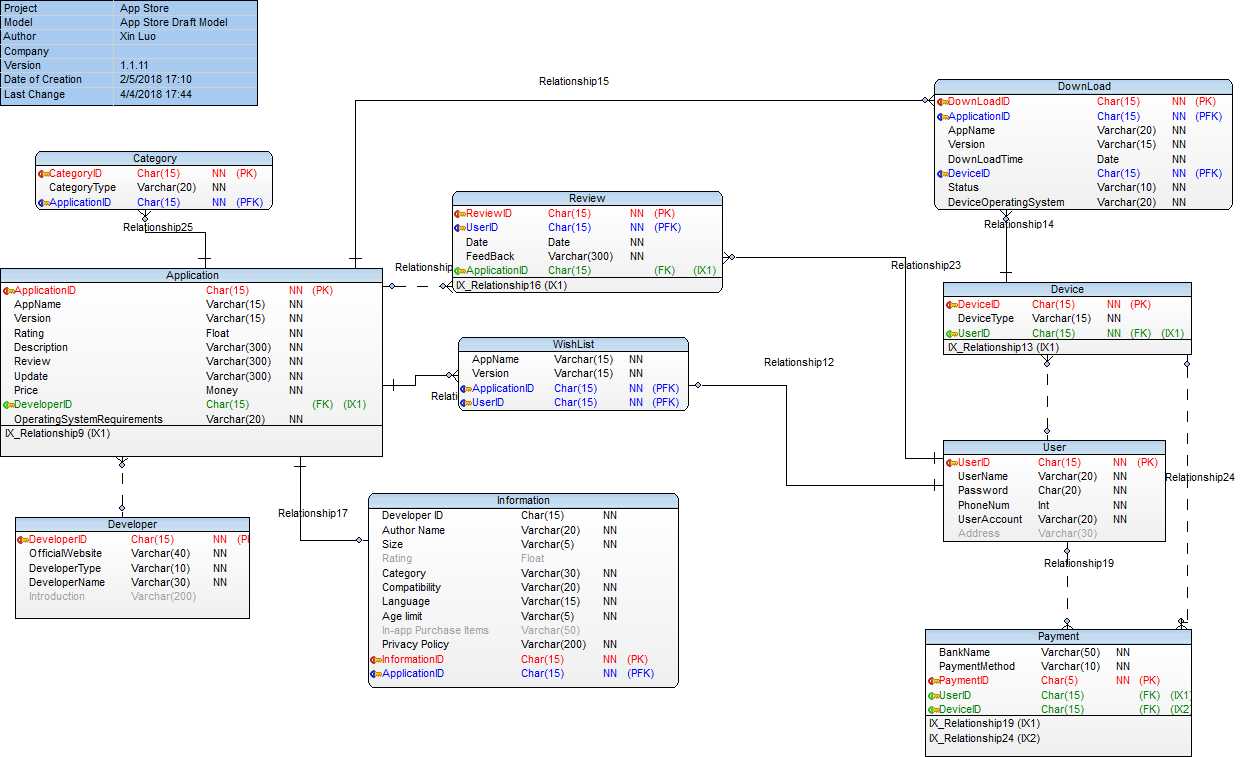 Project App Store
Model App Store Draft Model
Author Xin Luo
Company
Version 1.1.11
Date of Creation 2/5/2018 17:10
Last Change 4/4/2018 17:44
Relationship15
DownLoad
DownLoadID Char(15) NN (PK)
ApplicationID Char(15) NN (PFK)
AppName Varchar(20) NN
Version Varchar(15) NN
DownLoadTime Date NN
DeviceID Char(15) NN (PFK)
Status Varchar(10) NN
DeviceOperatingSystem Varchar(20) NN
Relationship14
Category
CategoryID Char(15) NN (PK)
CategoryType Varchar(20) NN
ApplicationID Char(15) NN (PFK)
Relationship25
Review
ReviewID Char(15) NN (PK)
UserID Char(15) NN (PFK)
Date Date NN
FeedBack Varchar(300) NN
ApplicationID Char(15) (FK) (IX1)
IX_Relationship16 (IX1)
Relationship
Relationship23
Application
ApplicationID Char(15) NN (PK)
AppName Varchar(15) NN
Version Varchar(15) NN
Rating Float NN
Description Varchar(300) NN
Review Varchar(300) NN
Update Varchar(300) NN
Price Money NN
DeveloperID Char(15) (FK) (IX1)
OperatingSystemRequirements Varchar(20) NN
IX_Relationship9 (IX1)
Device
DeviceID Char(15) NN (PK)
DeviceType Varchar(15) NN
UserID Char(15) NN (FK) (IX1)
IX_Relationship13 (IX1)
WishList
AppName Varchar(15) NN
Version Varchar(15) NN
ApplicationID Char(15) NN (PFK)
UserID Char(15) NN (PFK)
Relati
Relationship12
User
UserID Char(15) NN (PK)
UserName Varchar(20) NN
Password Char(20) NN
PhoneNum Int NN
UserAccount Varchar(20) NN
Address Varchar(30)
Relationship24
Relationship19
Developer
DeveloperID Char(15) NN (P
OfficialWebsite Varchar(40) NN
DeveloperType Varchar(10) NN
DeveloperName Varchar(30) NN
Introduction Varchar(200)
Relationship17
Information
Developer ID Char(15) NN
Author Name Varchar(20) NN
Size Varchar(5) NN
Rating Float
Category Varchar(30) NN
Compatibility Varchar(20) NN
Language Varchar(15) NN
Age limit Varchar(5) NN
In-app Purchase Items Varchar(50)
Privacy Policy Varchar(200) NN
InformationID Char(15) NN (PK)
ApplicationID Char(15) NN (PFK)
Payment
BankName Varchar(50) NN
PaymentMethod Varchar(10) NN
PaymentID Char(5) NN (PK)
UserID Char(15) (FK) (IX1
DeviceID Char(15) (FK) (IX2
IX_Relationship19 (IX1)
IX_Relationship24 (IX2)